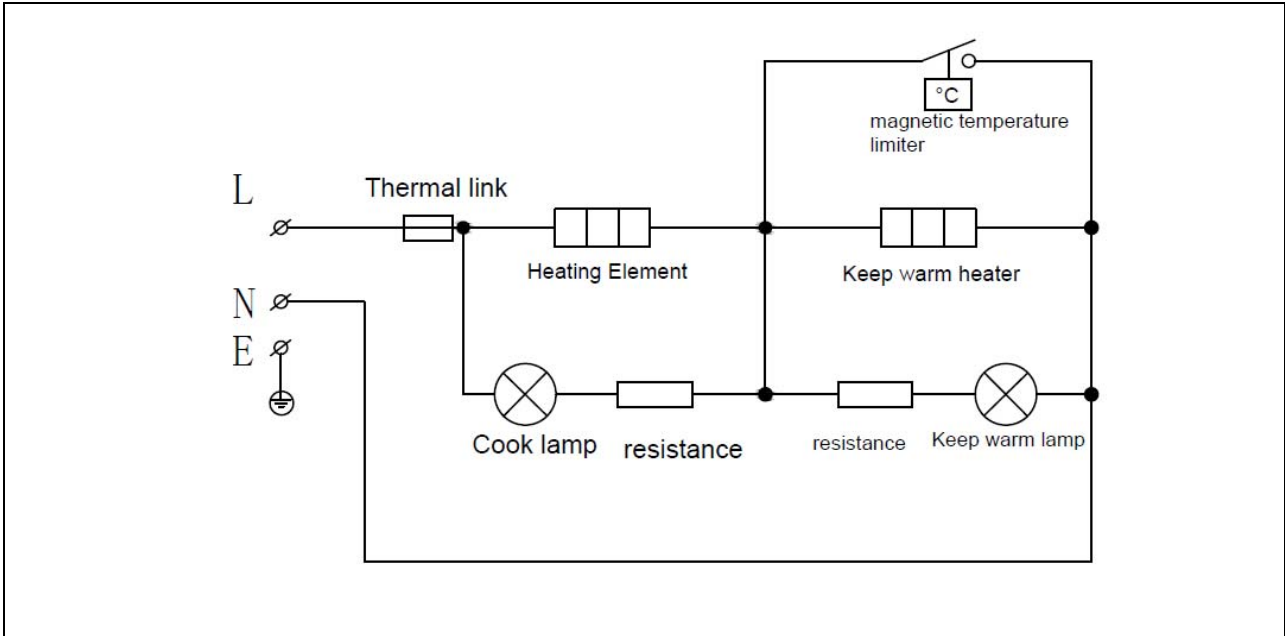 °C
magnetic temperature
limiter
L
Thermal link
Heating Element
Keep warm heater
N
E
Cook lamp
resistance
resistance
Keep warm lamp